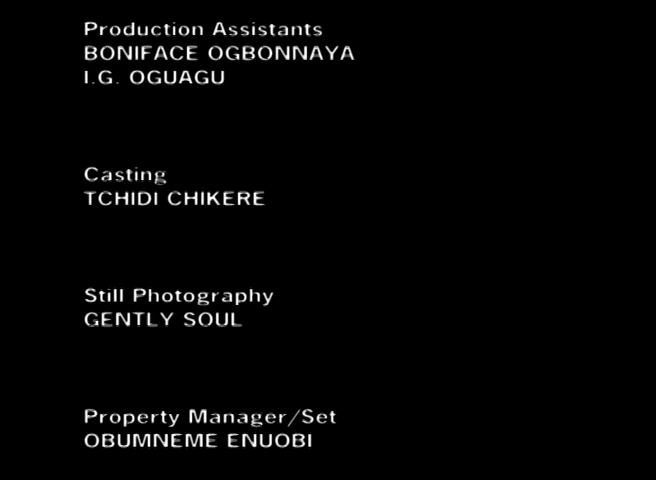 Production Assistants
BONIFACE OGBONNAYA
I.G. OGUAGU
Casting
TCHIDI CHIKERE
Still Photography
GENTLY SOUL
Property Manager/Set
OBUMNEME ENUOBI